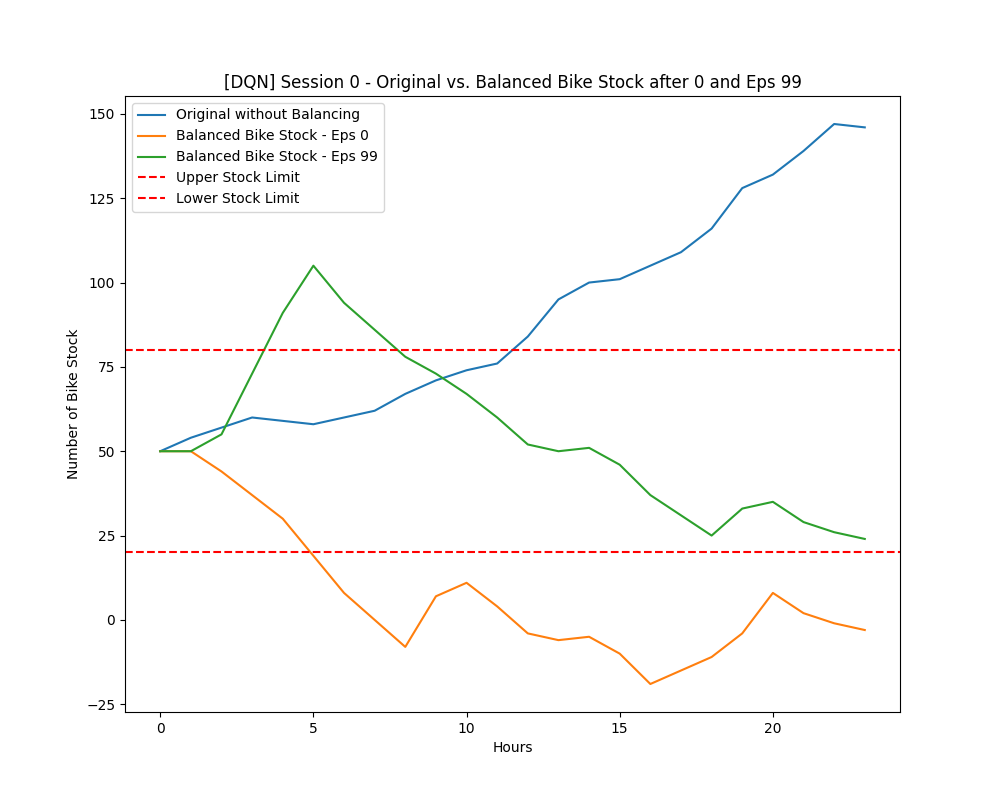 [DQN] Session 0 - Original vs. Balanced Bike Stock after 0 and Eps 99
Original without Balancing
Balanced Bike Stock - Eps 0
Balanced Bike Stock - Eps 99
Upper Stock Limit
Lower Stock Limit
150
125
100
75
50
25
0
−25
Number of Bike Stock
0 5 10 15 20
Hours